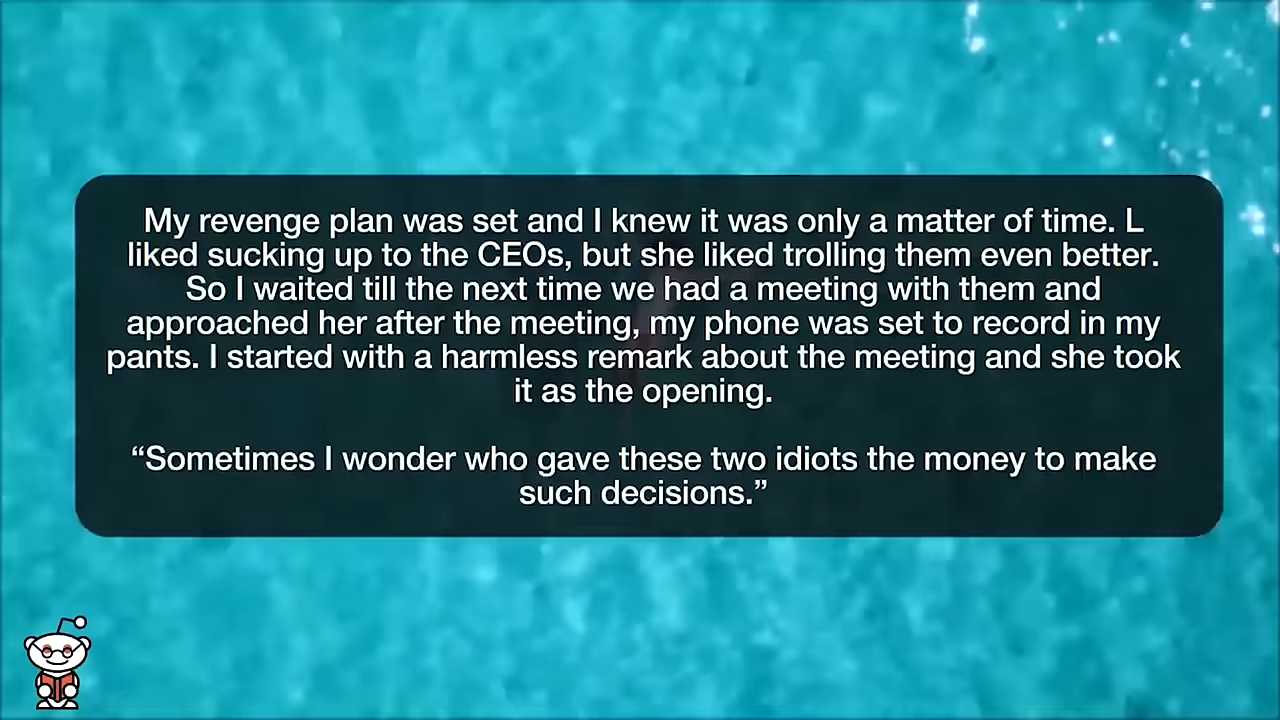 My revenge plan was set and I knew it was only a matter of time. L
liked sucking up to the CEOs, but she liked trolling them even better.
So I waited till the next time we had a meeting with them and
approached her after the meeting, my phone was set to record in my
pants. I started with a harmless remark about the meeting and she took
it as the opening.
“Sometimes I wonder who gave these two idiots the money to make
such decisions.”